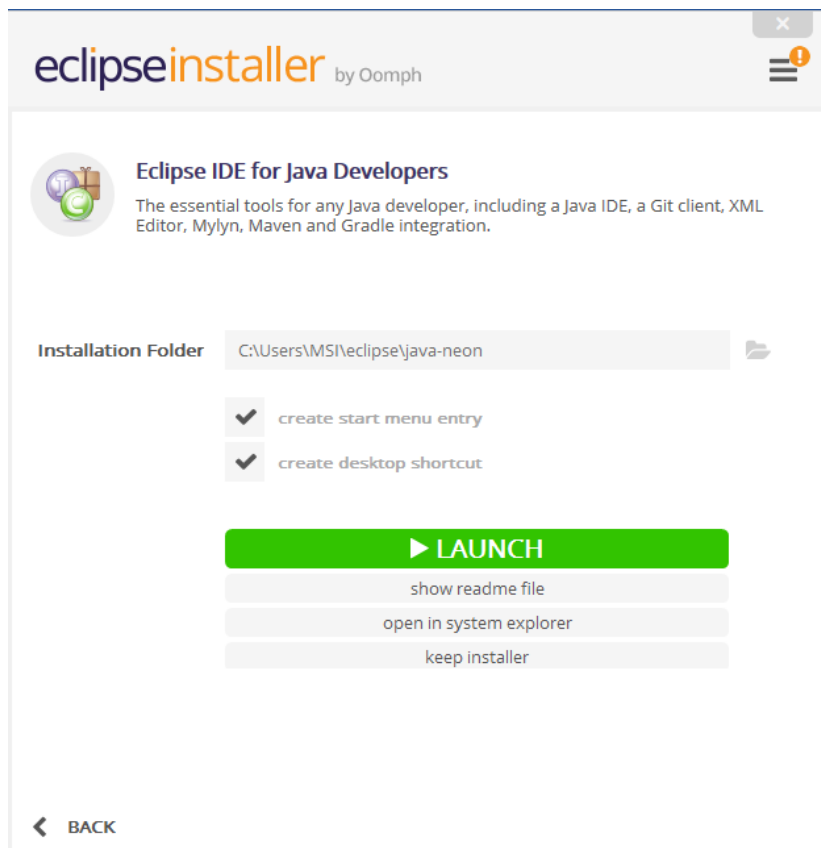 eclipseinstaller by Oomph
Eclipse IDE for Java Developers
The essential tools for any Java developer, including a Java IDE, a Git client, XML
Editor, Mylyn, Maven and Gradle integration.
Installation Folder C:\Users\MSI\eclipse\java-neon
create start menu entry
create desktop shortcut
LAUNCH
show readme file
open in system explorer
keep installer
BACK